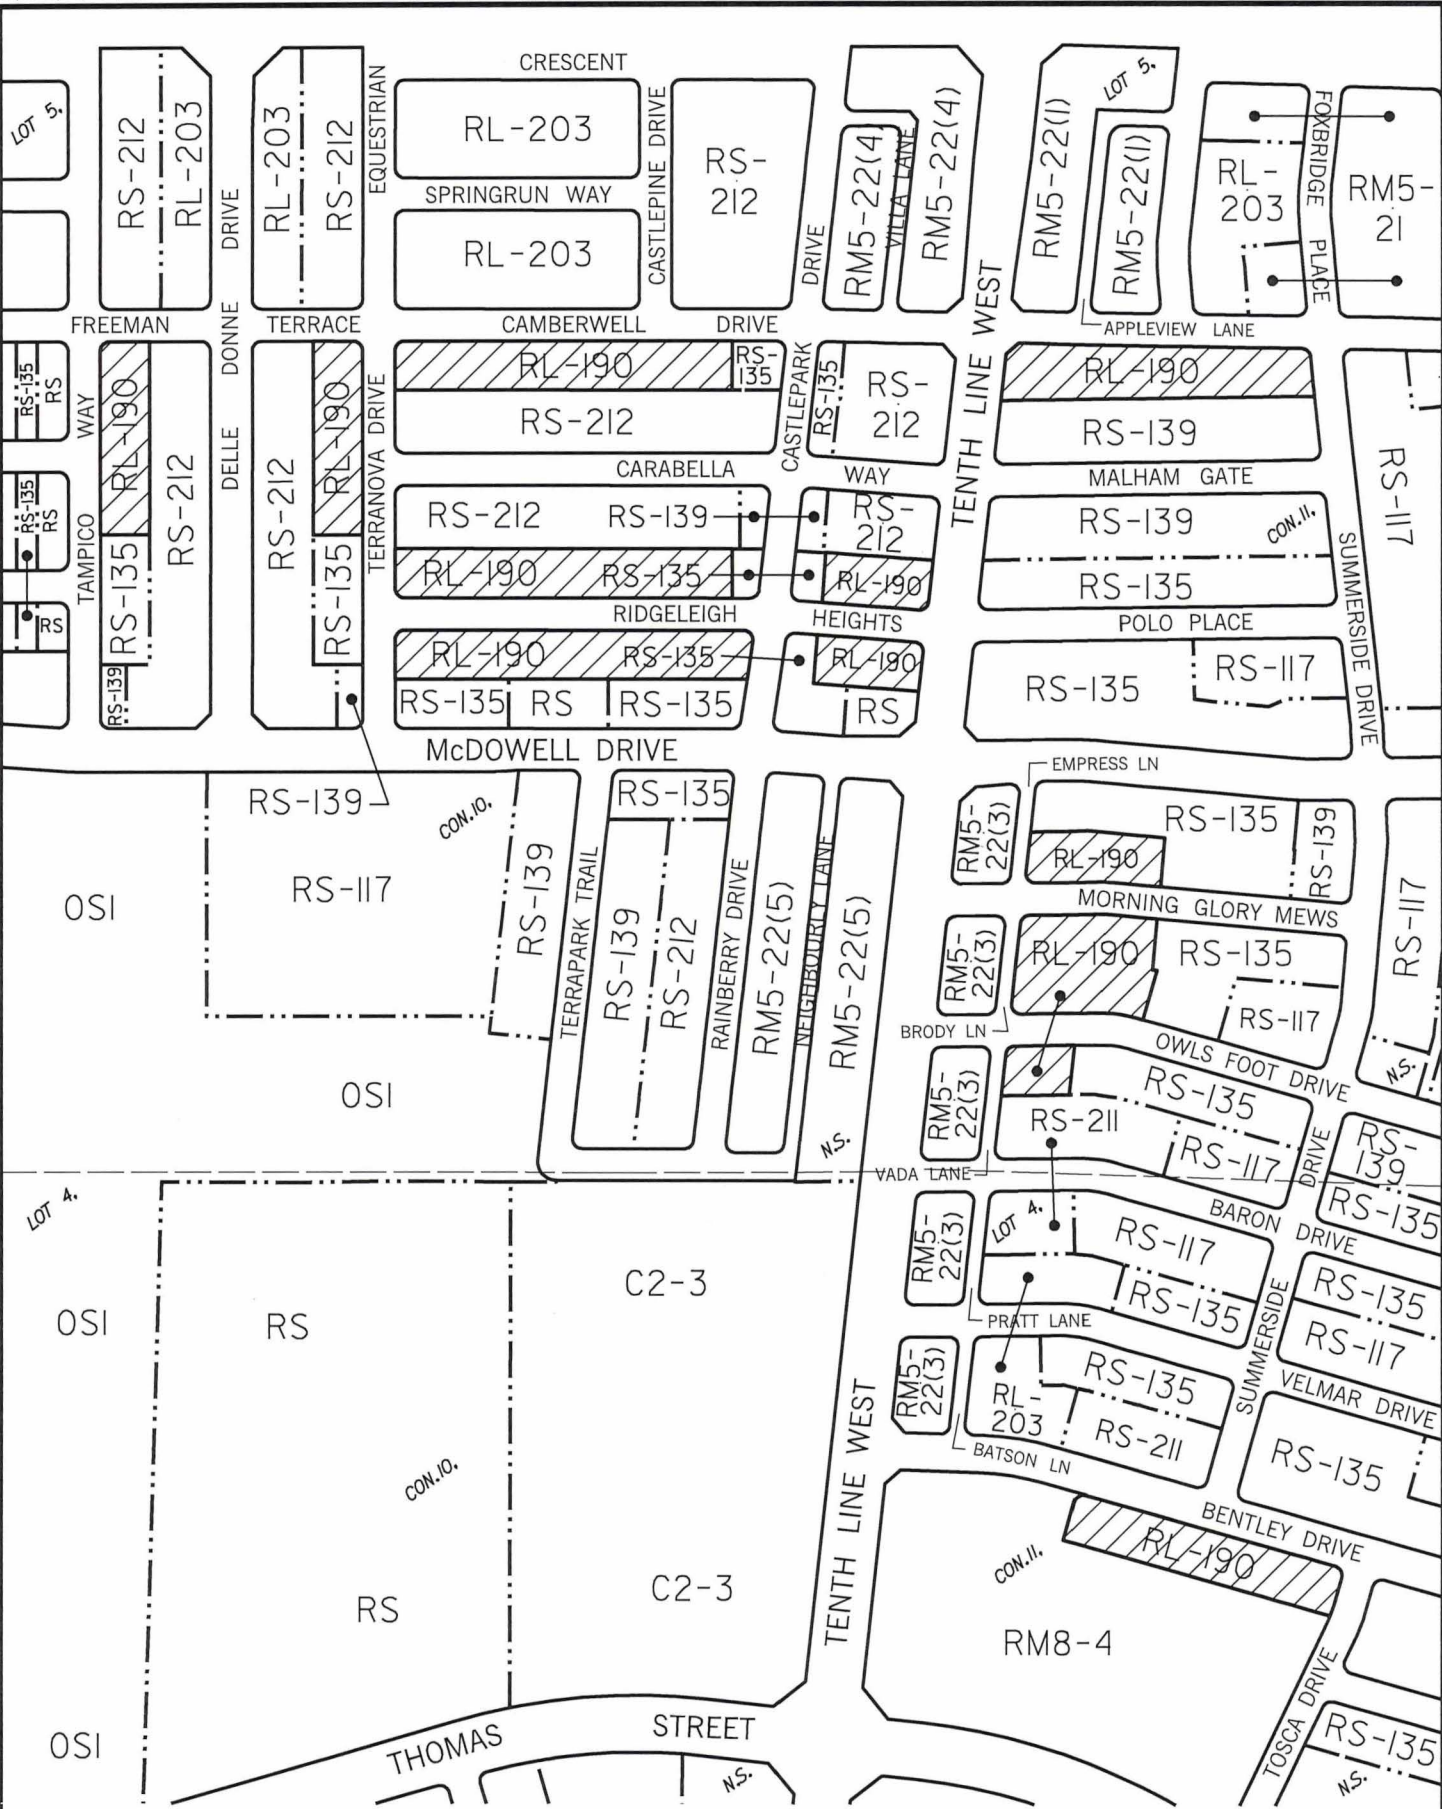 CRESCENT
LOT 5.
RS-212
RL-203
DRIVE
RL-203
RS-212
EQUESTRIAN
RL-203
SPRINGRUN WAY
RL-203
CASTLEPINE DRIVE
RS-
212
DRIVE
RM5-22(4)
VILLA LANE
RM5-22(4)
RM5-22(1)
LOT 5.
RM5-22(1)
RL-
203
FOXBRIDGE PLACE
RM5-
21
FREEMAN
TERRACE
CAMBERWELL
DRIVE
APPLEVIEW LANE
TENTH LINE WEST
RS-135
RS
WAY
RL-190
DELLE DONNE
RL-190
TERRANOVA DRIVE
RL-190
RS-
135
CASTLEPARK
RS-135
RS-
212
RL-190
RS-212
RS-139
CARABELLA
WAY
MALHAM GATE
RS-117
RS-135
RS
TAMPICO
RS-135
RS-212
RS-212
RS-135
RS-212
RS-139
RS-
212
RS-139
CON.11.
RL-190
RS-135
RL-190
RS-135
SUMMERSIDE DRIVE
RS
RIDGELEIGH
HEIGHTS
POLO PLACE
RL-190
RS-135
RL-190
RS-135
RS-117
RS-139
RS-135
RS
RS-135
RS
McDOWELL DRIVE
EMPRESS LN
RS-139
CON.10.
RS-117
OS1
RS-139
TERRAPARK TRAIL
RS-135
RS-139
RS-212
RAINBERRY DRIVE
RM5-22(5)
NEIGHBOURLY LANE
RM5-22(5)
RM5-
22(3)
RS-135
RS-139
RL-190
MORNING GLORY MEWS
RS-117
RM5-
22(3)
RL-190
RS-135
RS-117
BRODY LN
OWLS FOOT DRIVE
N.S.
OS1
RM5-
22(3)
RS-135
RS-211
RS-117
DRIVE
RS-
139
N.S.
VADA LANE
RS-135
LOT 4.
RM5-
22(3)
LOT 4.
BARON DRIVE
RS-117
RS-135
C2-3
RS-135
PRATT LANE
SUMMERSIDE
RS-117
OS1
RS
RM5-
22(3)
RL-
203
RS-135
RS-211
VELMAR DRIVE
BATSON LN
RS-135
TENTH LINE WEST
CON.10.
BENTLEY DRIVE
CON.11.
RL-190
C2-3
RS
RM8-4
TOSCA DRIVE
OS1
THOMAS
STREET
RS-135
N.S.
N.S.